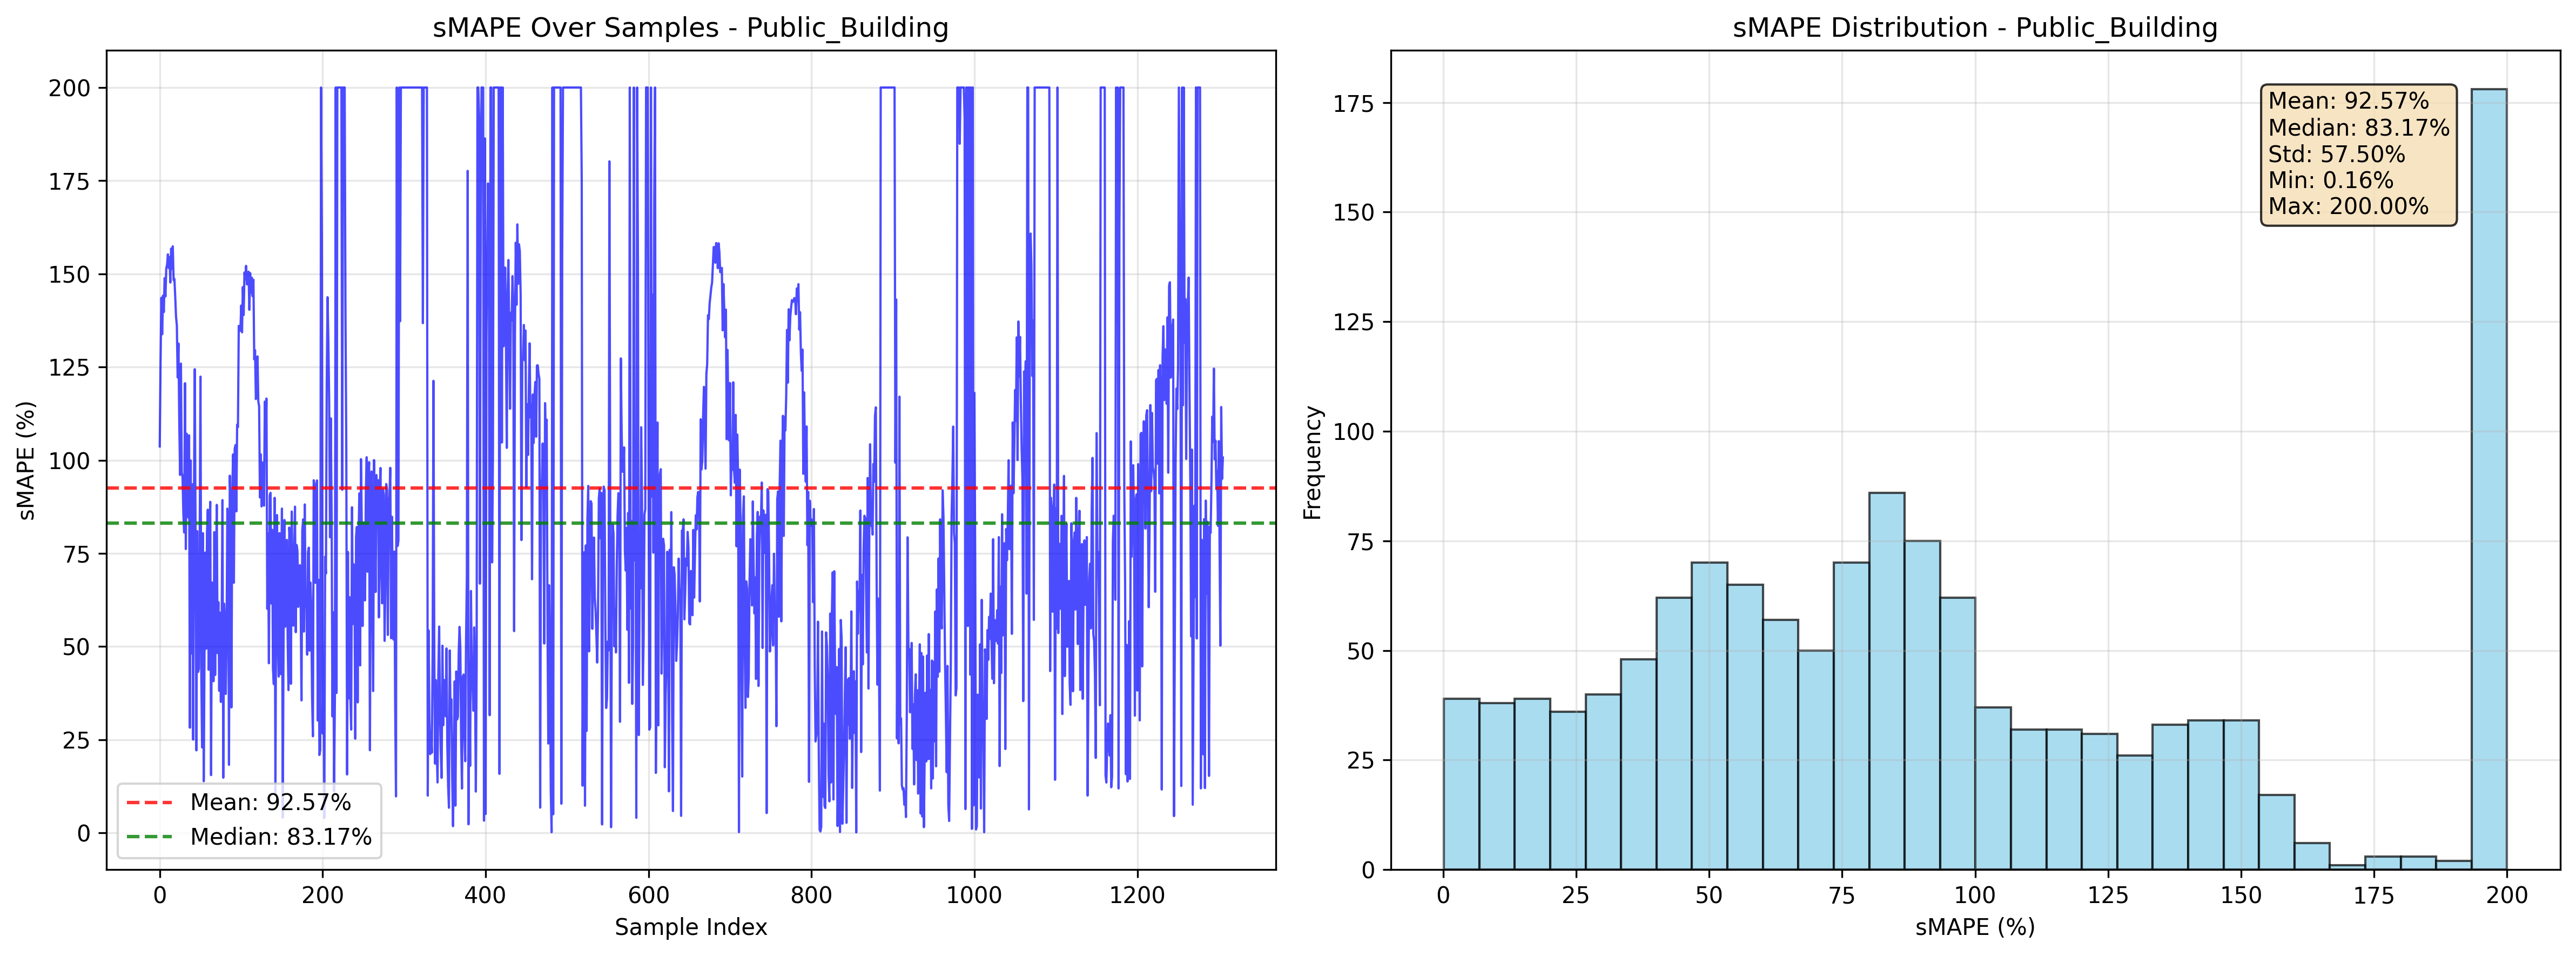 sMAPE Over Samples - Public_Building
sMAPE (%)
200
175
150
125
100
75
50
25
0
Mean: 92.57%
Median: 83.17%
0
200
400
600
800
1000
1200
Sample Index
sMAPE Distribution - Public_Building
Frequency
175
150
125
100
75
50
25
0
Mean: 92.57%
Median: 83.17%
Std: 57.50%
Min: 0.16%
Max: 200.00%
0
25
50
75
100
125
150
175
200
sMAPE (%)